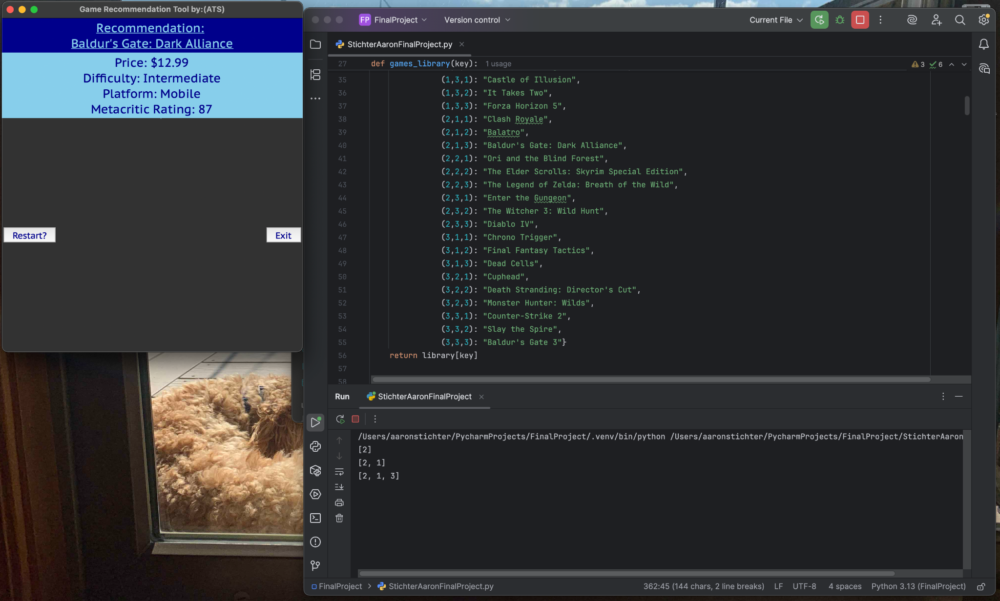 Game Recommendation Tool by:(ATS)
Recommendation:
Baldur's Gate: Dark Alliance
Price: $12.99
Difficulty: Intermediate
Platform: Mobile
Metacritic Rating: 87
Restart?
Exit
FP FinalProject
Version control
Current File
StichterAaronFinalProject.py
27 def games_library(key): 1 usage
3 6
35 (1,3,1): "Castle of Illusion",
36 (1,3,2): "It Takes Two",
37 (1,3,3): "Forza Horizon 5",
38 (2,1,1): "Clash Royale",
39 (2,1,2): "Balatro",
40 (2,1,3): "Baldur's Gate: Dark Alliance",
41 (2,2,1): "Ori and the Blind Forest",
42 (2,2,2): "The Elder Scrolls: Skyrim Special Edition",
43 (2,2,3): "The Legend of Zelda: Breath of the Wild",
44 (2,3,1): "Enter the Gungeon",
45 (2,3,2): "The Witcher 3: Wild Hunt",
46 (2,3,3): "Diablo IV",
47 (3,1,1): "Chrono Trigger",
48 (3,1,2): "Final Fantasy Tactics",
49 (3,1,3): "Dead Cells",
50 (3,2,1): "Cuphead",
51 (3,2,2): "Death Stranding: Director's Cut",
52 (3,2,3): "Monster Hunter: Wilds",
53 (3,3,1): "Counter-Strike 2",
54 (3,3,2): "Slay the Spire",
55 (3,3,3): "Baldur's Gate 3"}
56 return library[key]
57
58
Run
StichterAaronFinalProject
/Users/aaronstichter/PycharmProjects/FinalProject/.venv/bin/python /Users/aaronstichter/PycharmProjects/FinalProject/StichterAaron
[2]
[2, 1]
[2, 1, 3]
FinalProject > StichterAaronFinalProject.py
362:45 (144 chars, 2 line breaks) LF UTF-8 4 spaces Python 3.13 (FinalProject)